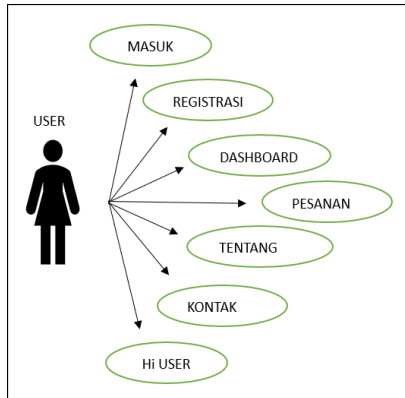 MASUK
REGISTRASI
USER
DASHBOARD
PESANAN
TENTANG
KONTAK
Hi USER